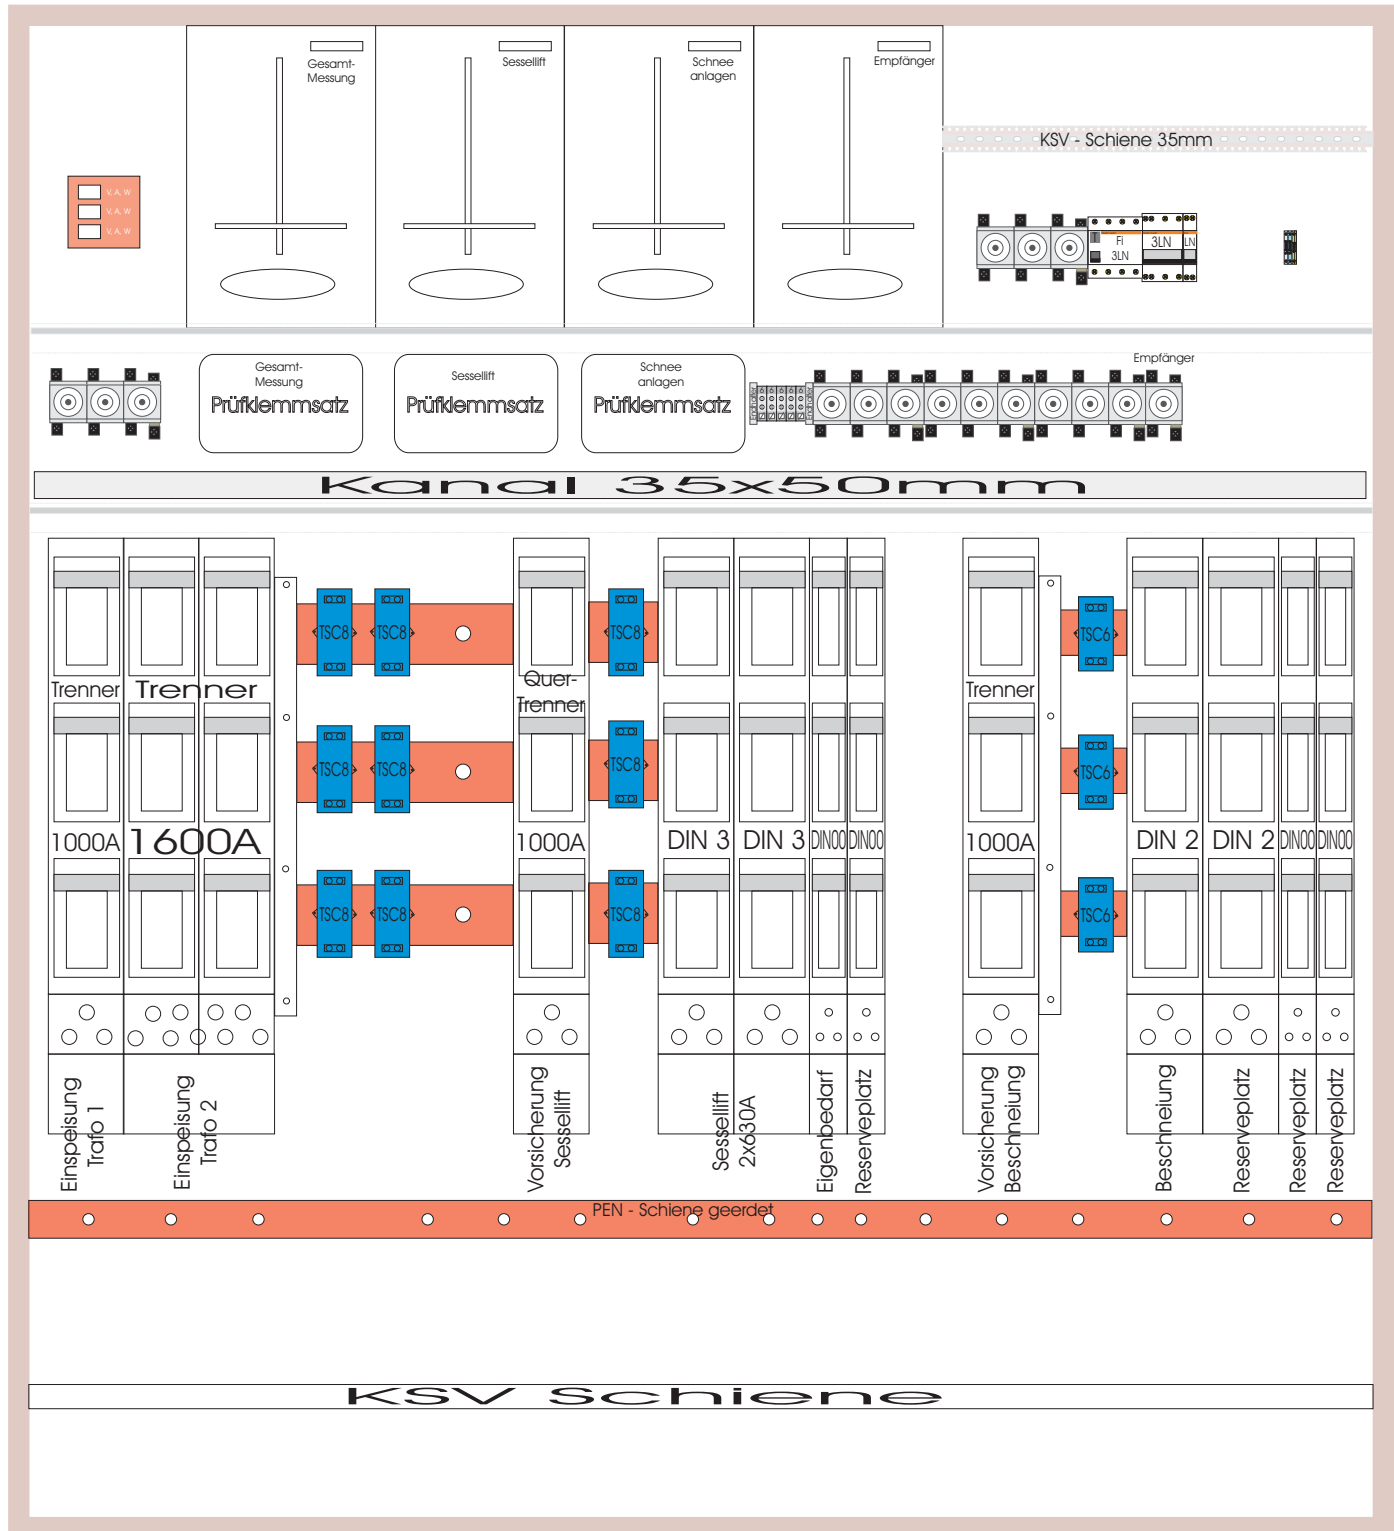 Gesamt-
Messung
Sessellift
Schnee
anlagen
Empfänger
KSV - Schiene 35mm
V, A, W
V, A, W
V, A, W
Fi
3LN
3LN
LN
Gesamt-
Messung
Prüfklemmsatz
Sessellift
Prüfklemmsatz
Schnee
anlagen
Prüfklemmsatz
Empfänger
Kanal 35x50mm
TSC8
TSC8
TSC8
TSC6
Trenner
Trenner
Quer-
Trenner
Trenner
TSC8
TSC8
TSC8
TSC6
1000A
1600A
1000A
DIN 3
DIN 3
DIN00
DIN00
1000A
DIN 2
DIN 2
DIN00
DIN00
TSC8
TSC8
TSC8
TSC6
Einspeisung
Trafo 1
Einspeisung
Trafo 2
Vorsicherung
Sessellift
Sessellift
2x630A
Eigenbedarf
Reserveplatz
Vorsicherung
Beschneiung
Beschneiung
Reserveplatz
Reserveplatz
Reserveplatz
PEN - Schiene geerdet
KSV Schiene